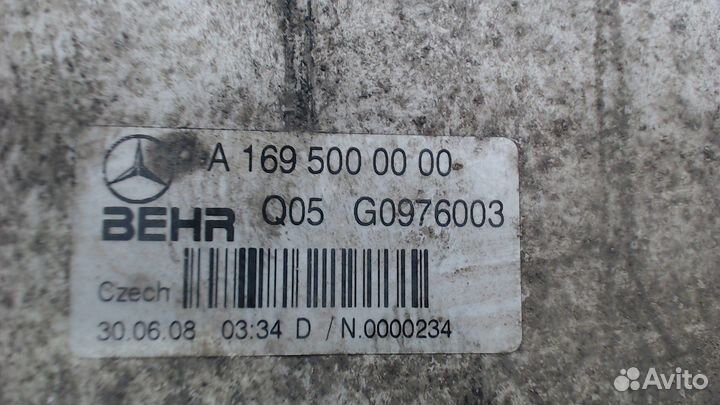 A 169 500 00 00
BEHR Q05 G0976003
Czech
30.06.08 03:34 D / N.0000234
Avito